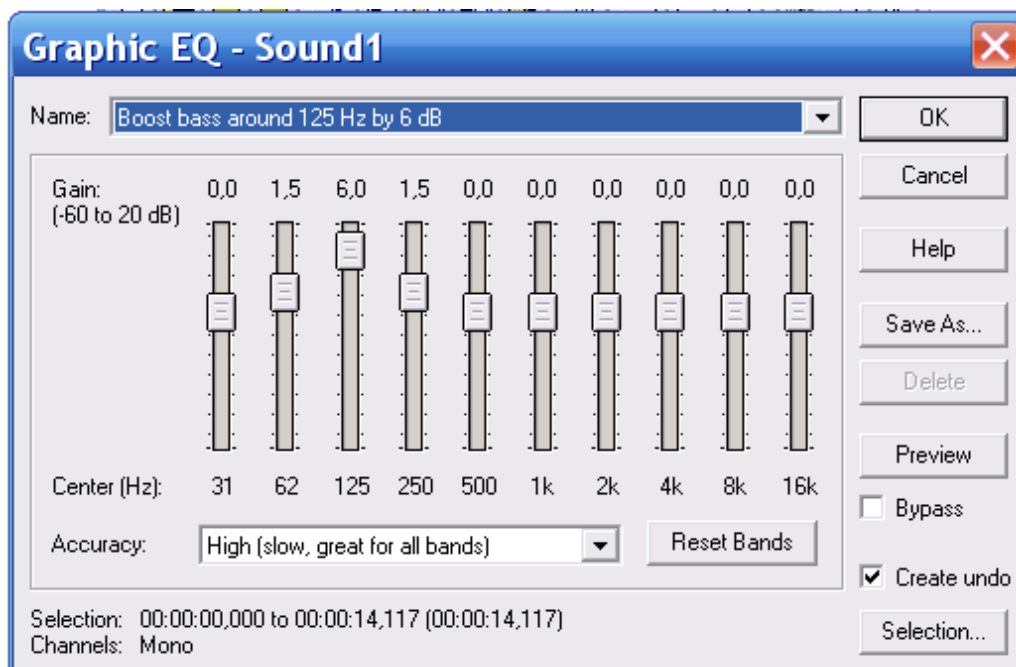 Graphic EQ - Sound1
Name: Boost bass around 125 Hz by 6 dB
OK
Cancel
Gain: 0,0 1,5 6,0 1,5 0,0 0,0 0,0 0,0 0,0 0,0
(-60 to 20 dB)
Help
Save As...
Delete
Preview
Center (Hz): 31 62 125 250 500 1k 2k 4k 8k 16k
Bypass
Accuracy: High (slow, great for all bands) Reset Bands
Create undo
Selection: 00:00:00,000 to 00:00:14,117 (00:00:14,117)
Channels: Mono
Selection...